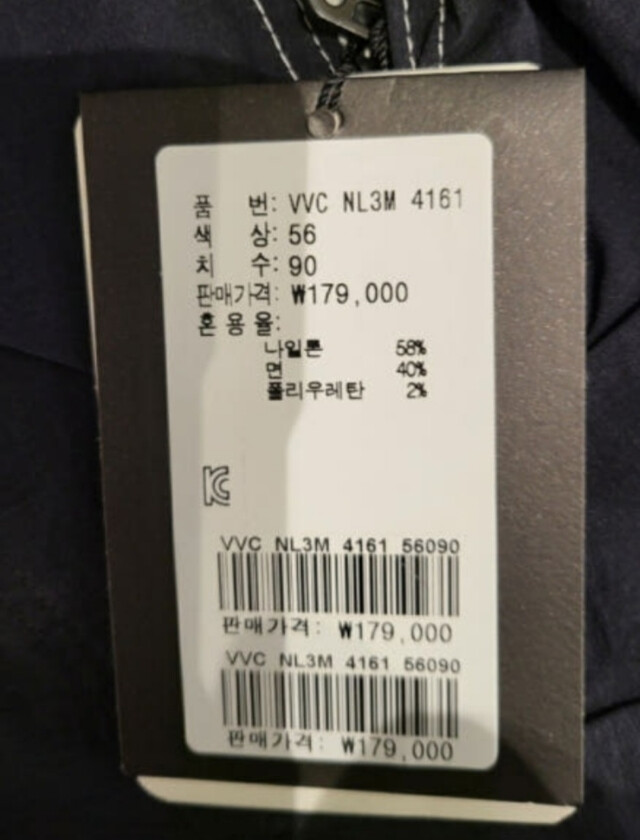 품 번: VVC NL3M 4161
색 상: 56
치 수: 90
판매가격: ₩179,000
혼 용 율:
나일론 58%
면 40%
폴리우레탄 2%
KC
VVC NL3M 4161 56090
판매가격: ₩179,000
VVC NL3M 4161 56090
판매가격: ₩179,000